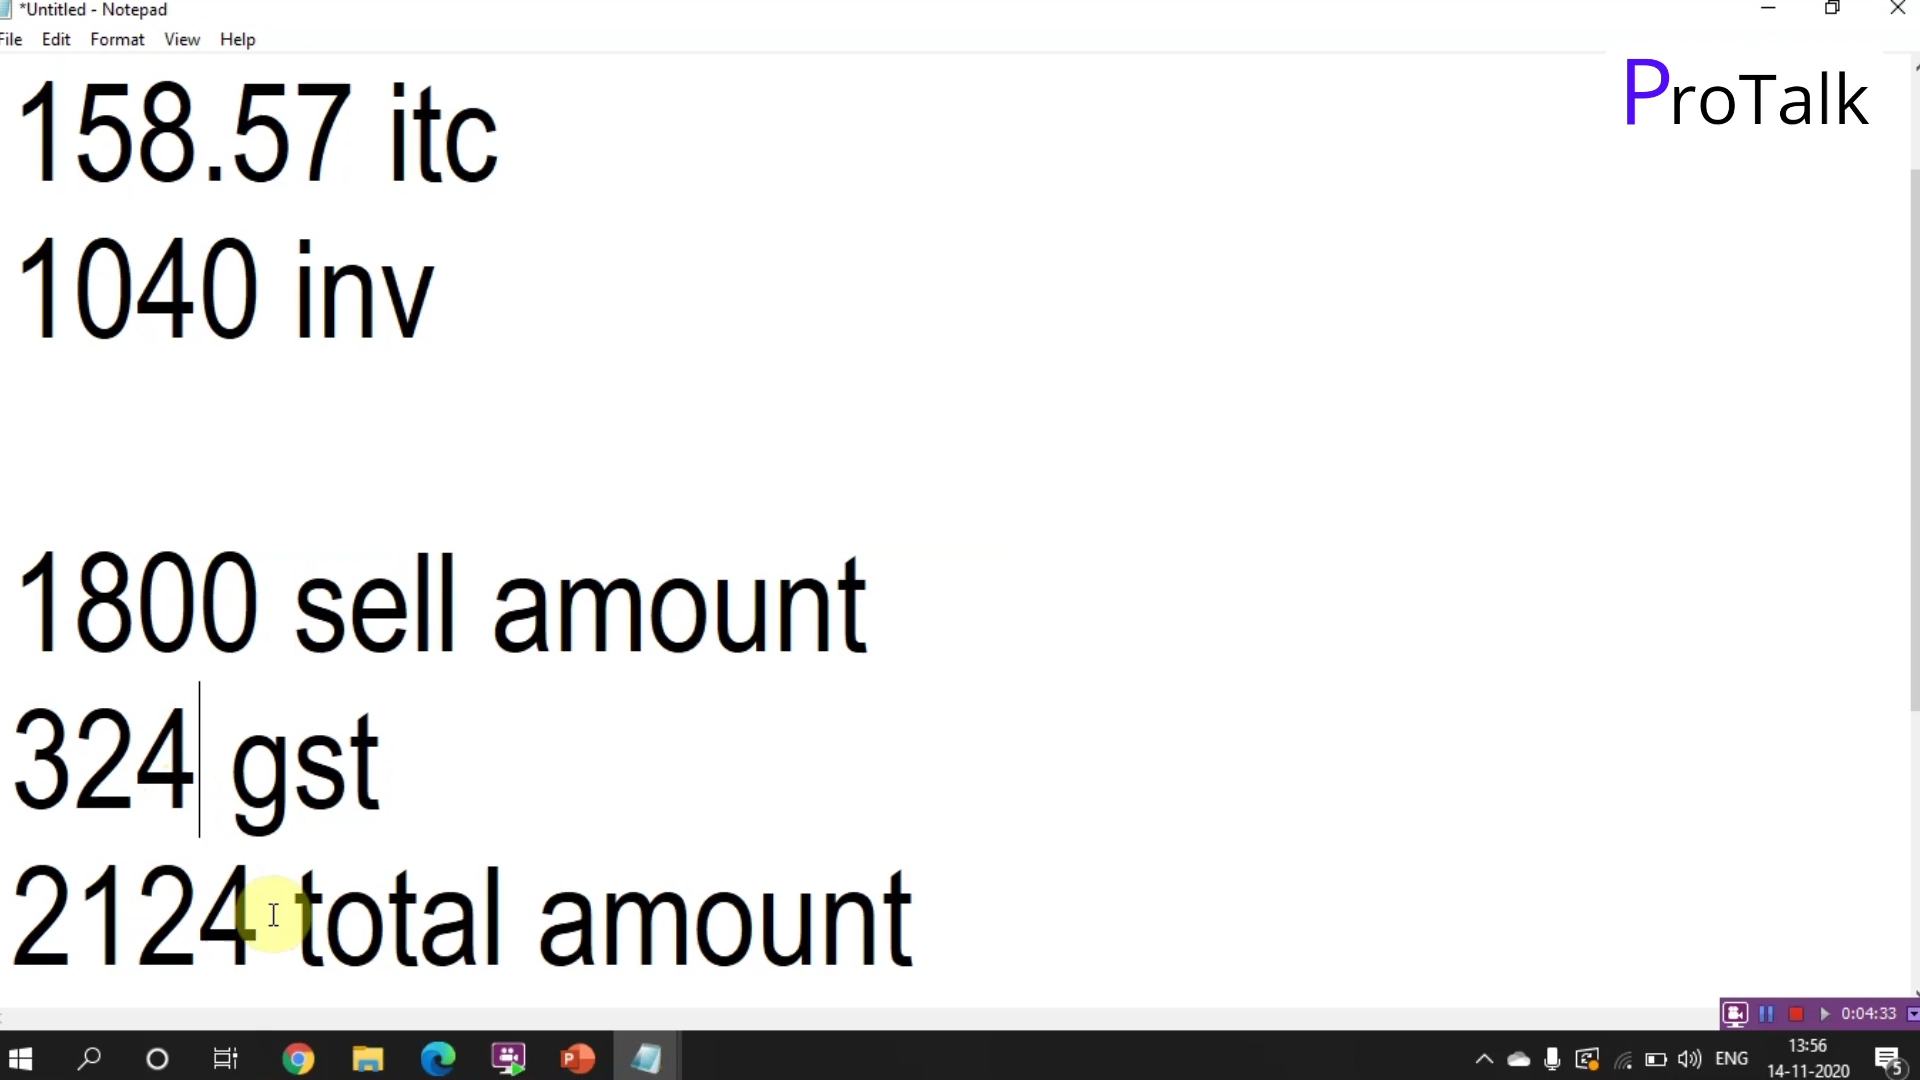 *Untitled - Notepad
File Edit Format View Help
ProTalk
158.57 itc
1040 inv
1800 sell amount
324 gst
2124 total amount
0:04:33
ENG
13:56
14-11-2020
5